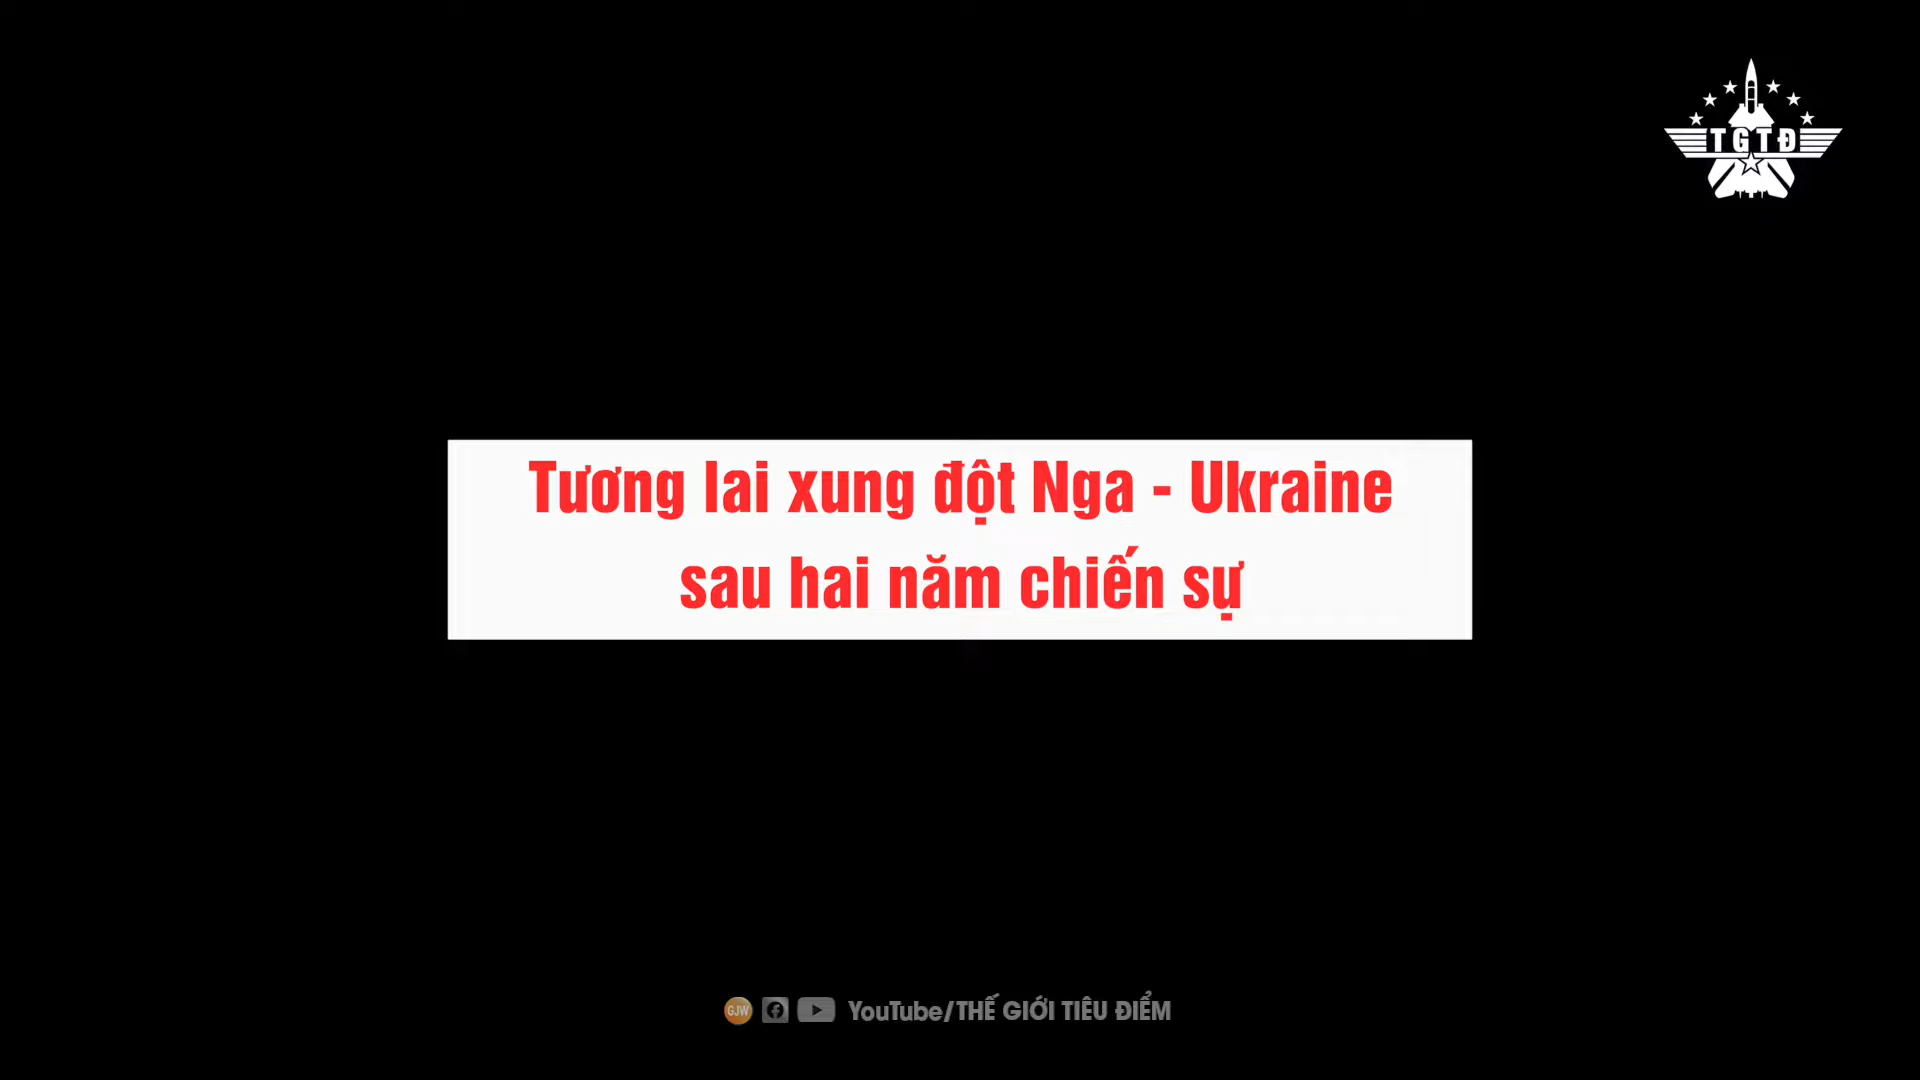 TGTĐ
Tương lai xung đột Nga - Ukraine
sau hai năm chiến sự
GJW YouTube/THẾ GIỚI TIÊU ĐIỂM